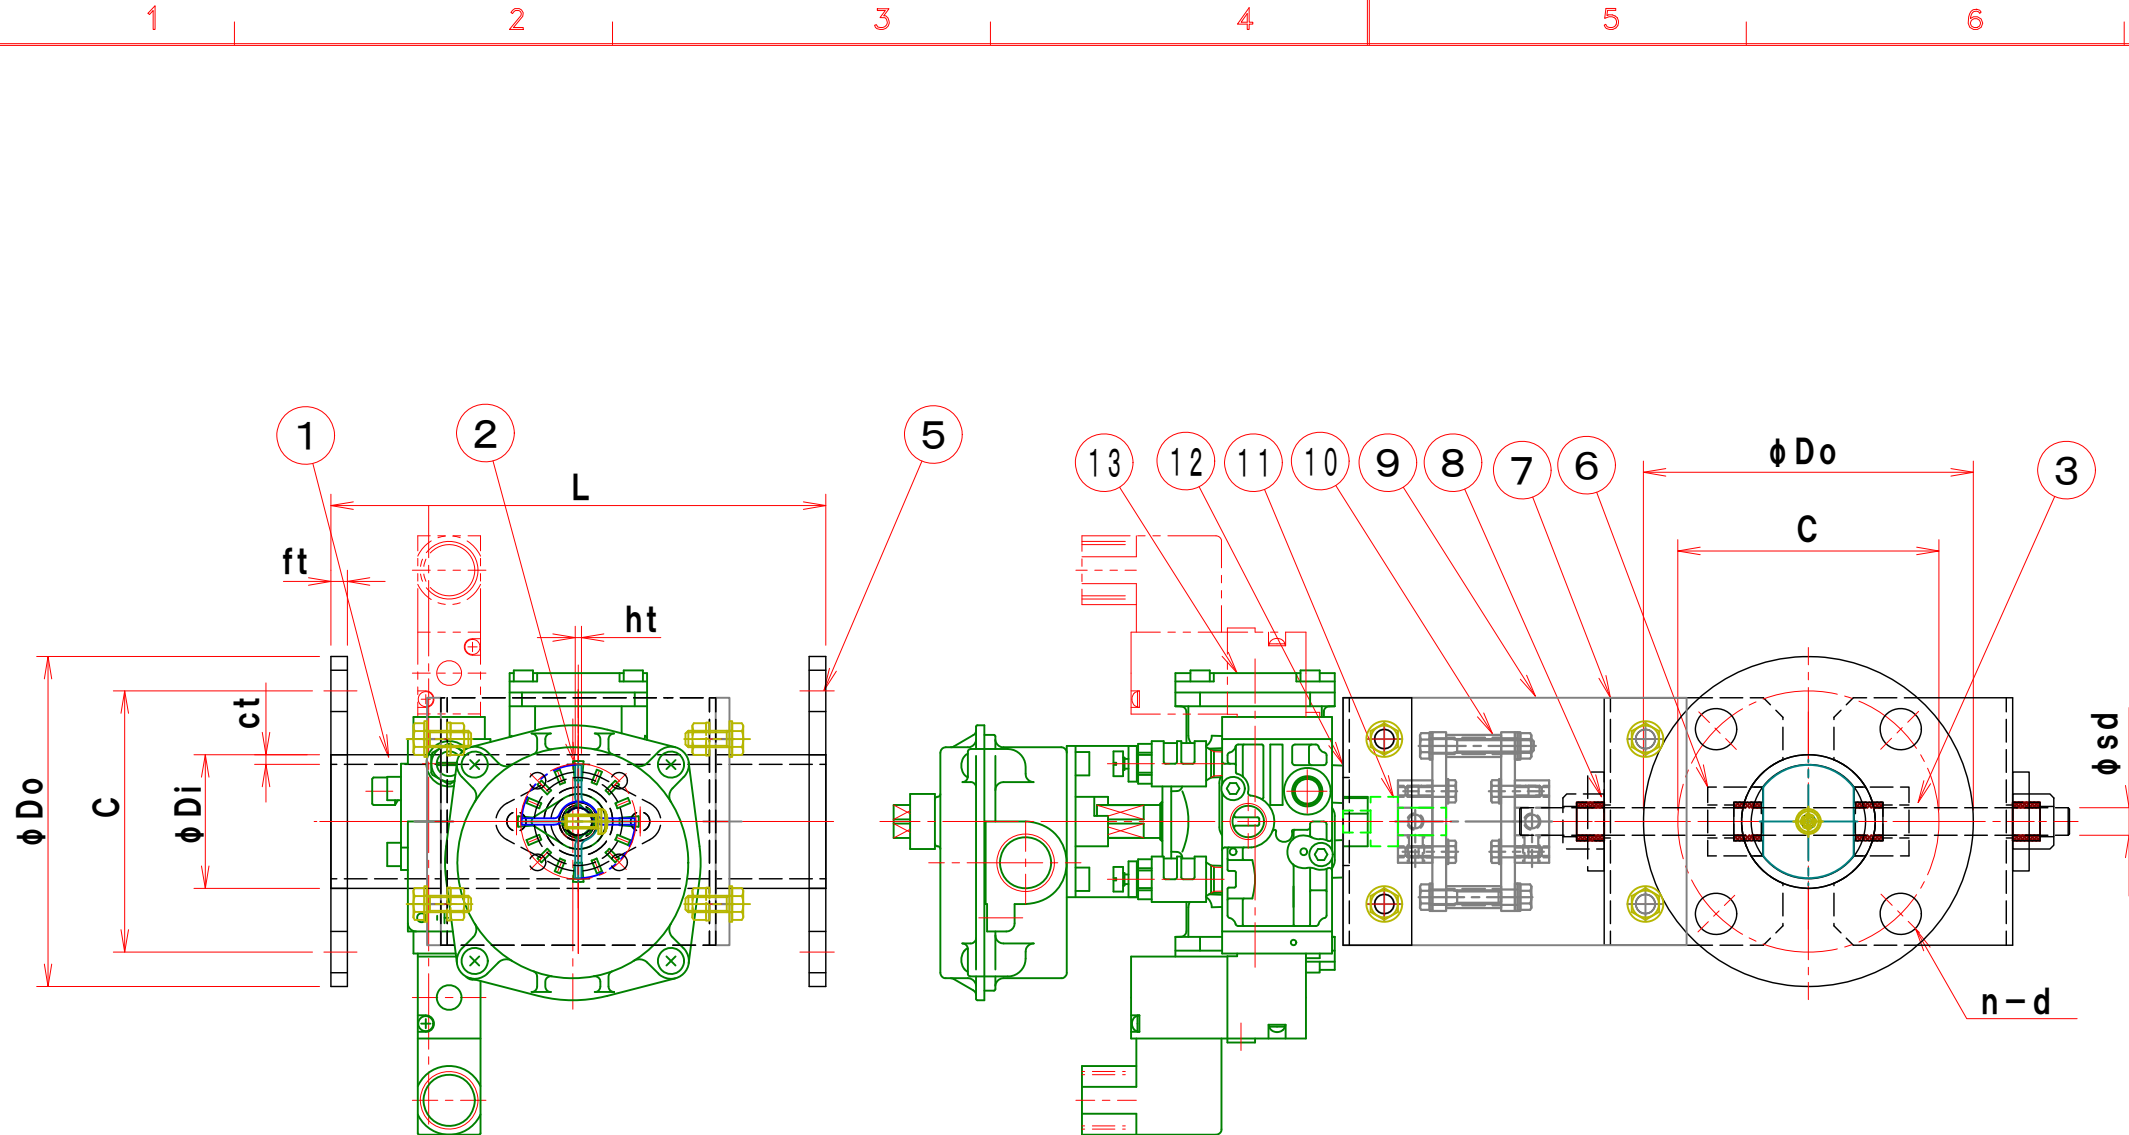 1 2 3 4 5 6
1 2 5 13 12 11 10 9 8 7 6 3
L
φDo
C
ft
ht
ct
φDi
C
φDo
φsd
n-d